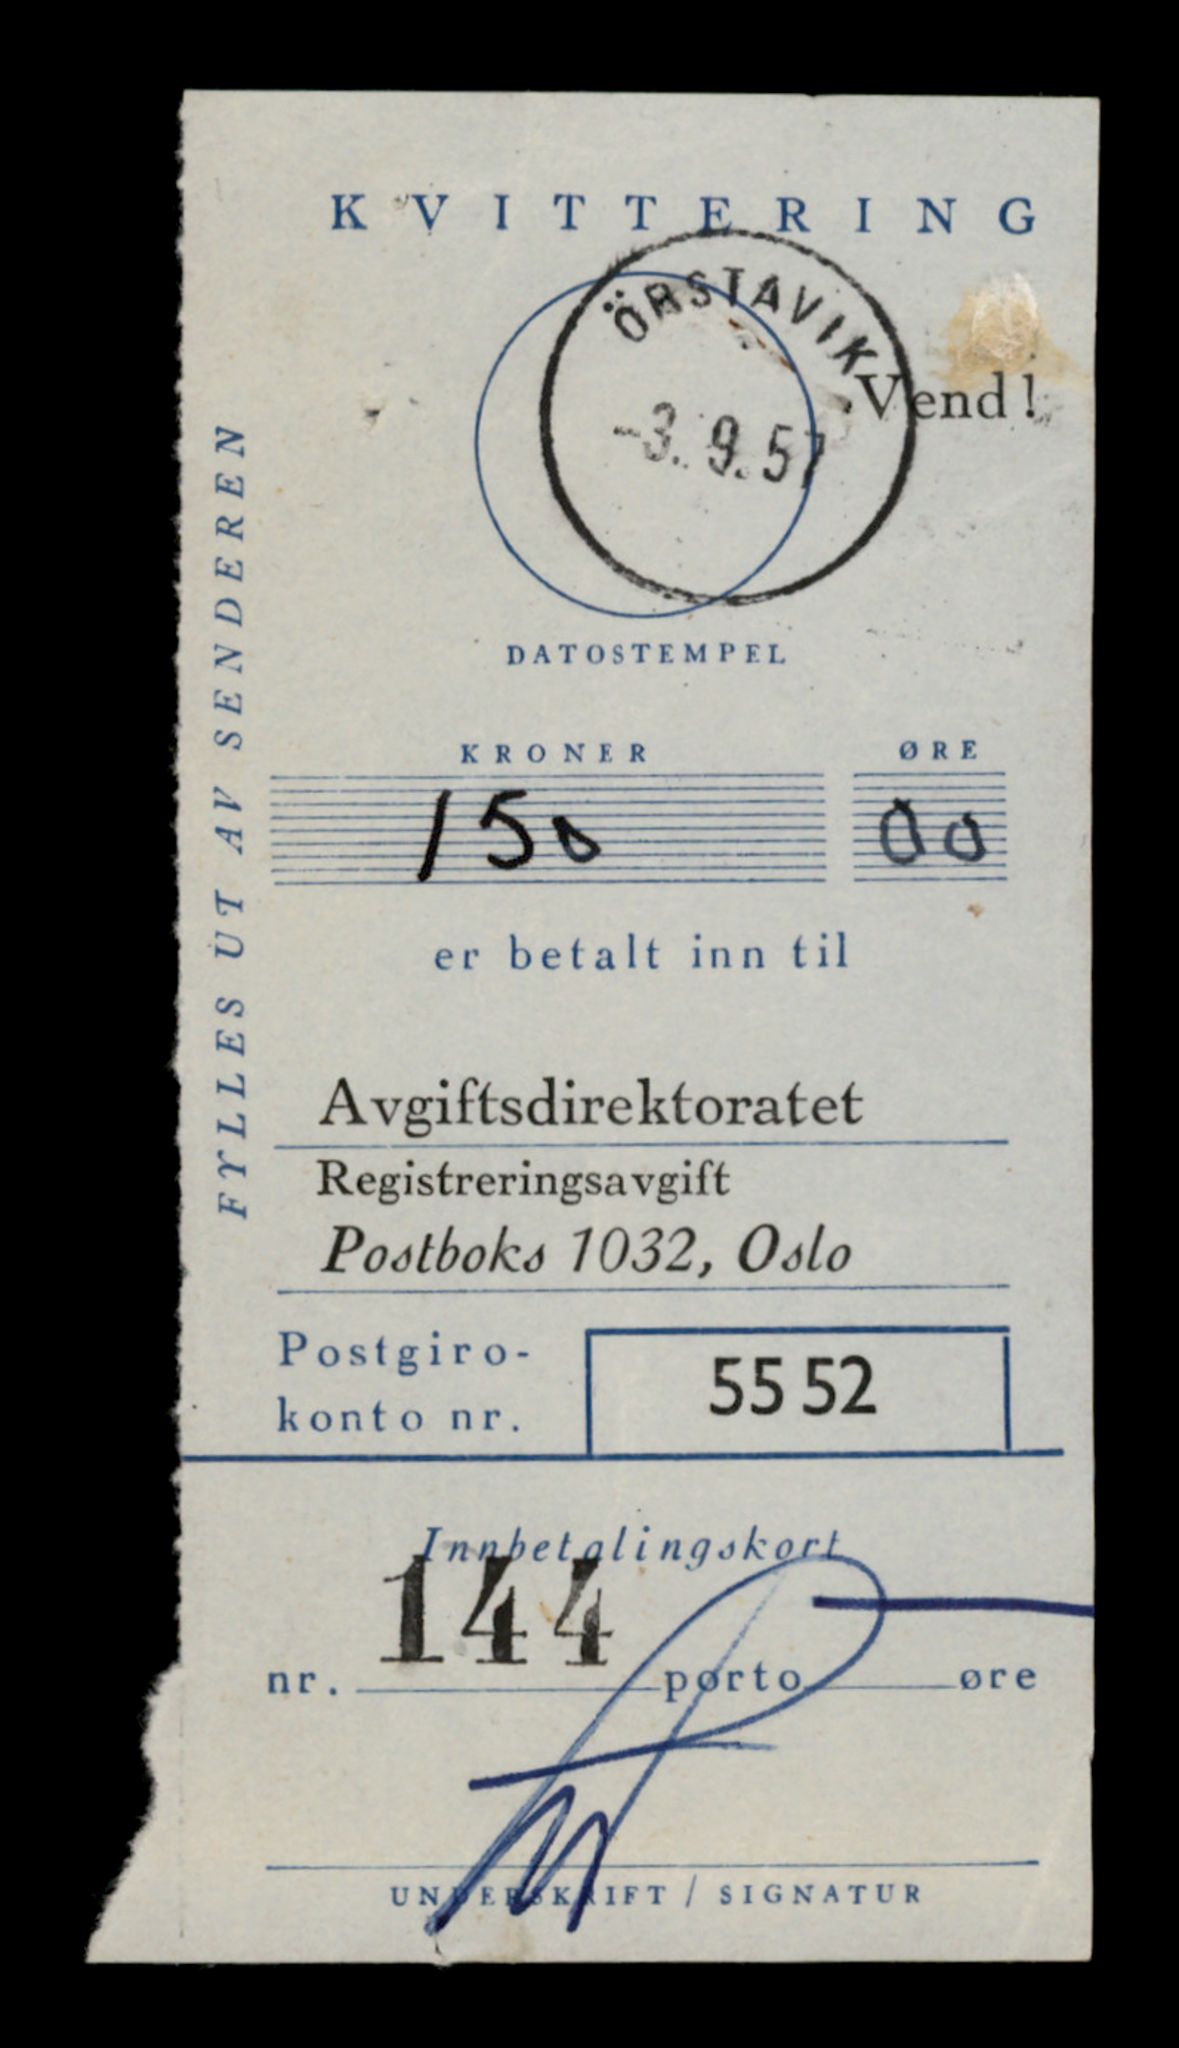 KVITTERING
ÖRSTAVIK
Vend!
-3. 9. 57
DATOSTEMPEL
FYLLES UT AV SENDEREN
KRONER ØRE
150 00
er betalt inn til
Avgiftsdirektoratet
Registreringsavgift
Postboks 1032, Oslo
Postgiro-
konto nr.
55 52
Innbetalingskort
nr. 144 porto øre
UNDERSKRIFT / SIGNATUR